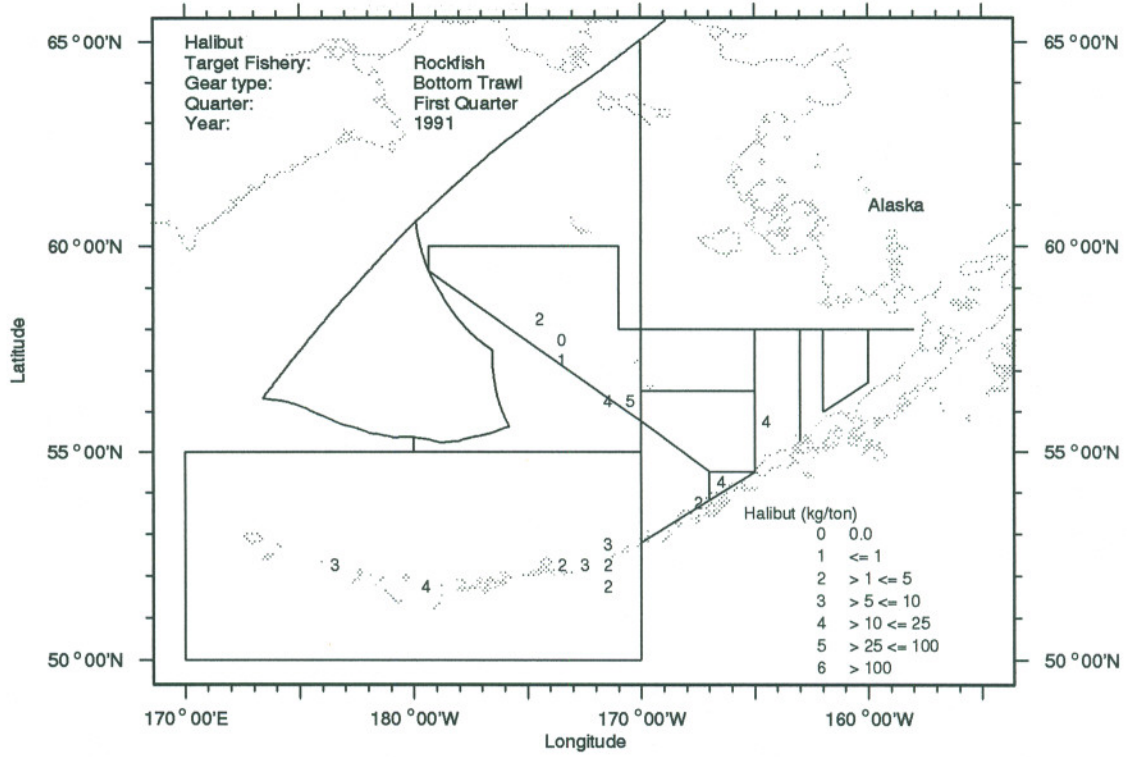 65°00'N
65°00'N
Halibut
Target Fishery: Rockfish
Gear type: Bottom Trawl
Quarter: First Quarter
Year: 1991
Alaska
60°00'N
60°00'N
2
0
1
4 5
4
55°00'N
55°00'N
4
2
Halibut (kg/ton)
0 0.0
1 <= 1
2 > 1 <= 5
3 > 5 <= 10
4 > 10 <= 25
5 > 25 <= 100
6 > 100
3
3 2 3 2
4 2
50°00'N
50°00'N
170°00'E
180°00'W
170°00'W
160°00'W
Longitude
Latitude